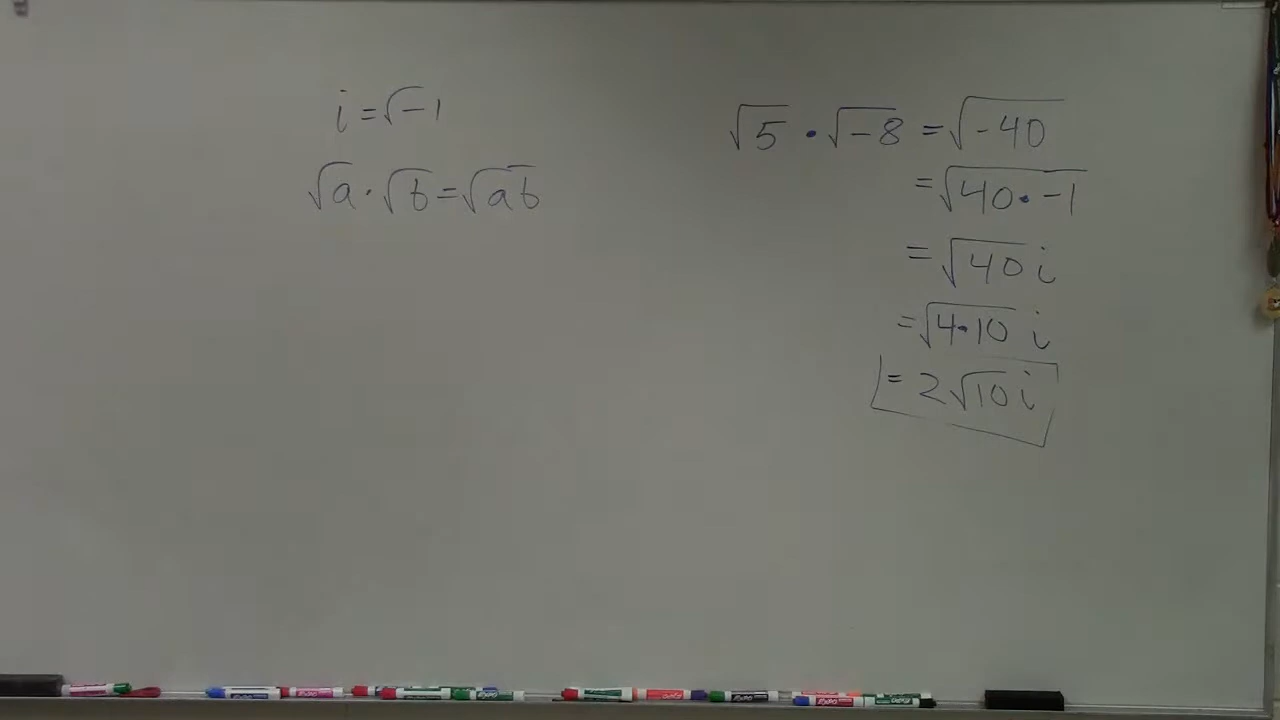 i = √-1
√a · √b = √ab
√5 · √-8 = √-40
= √40 · -1
= √40 i
= √4·10 i
= 2√10 i